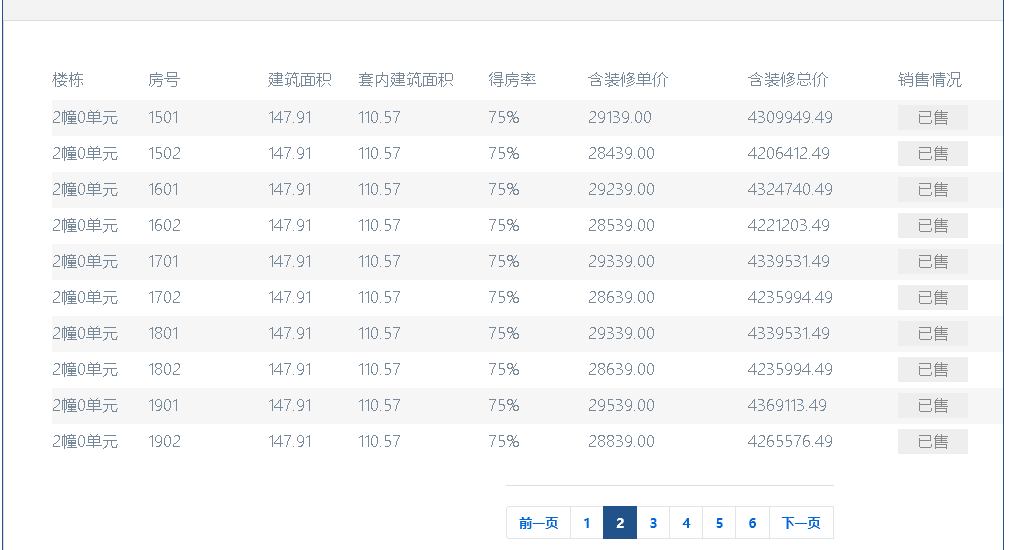 楼栋 房号 建筑面积 套内建筑面积 得房率 含装修单价 含装修总价 销售情况
2幢0单元 1501 147.91 110.57 75% 29139.00 4309949.49 已售
2幢0单元 1502 147.91 110.57 75% 28439.00 4206412.49 已售
2幢0单元 1601 147.91 110.57 75% 29239.00 4324740.49 已售
2幢0单元 1602 147.91 110.57 75% 28539.00 4221203.49 已售
2幢0单元 1701 147.91 110.57 75% 29339.00 4339531.49 已售
2幢0单元 1702 147.91 110.57 75% 28639.00 4235994.49 已售
2幢0单元 1801 147.91 110.57 75% 29339.00 4339531.49 已售
2幢0单元 1802 147.91 110.57 75% 28639.00 4235994.49 已售
2幢0单元 1901 147.91 110.57 75% 29539.00 4369113.49 已售
2幢0单元 1902 147.91 110.57 75% 28839.00 4265576.49 已售
前一页 1 2 3 4 5 6 下一页